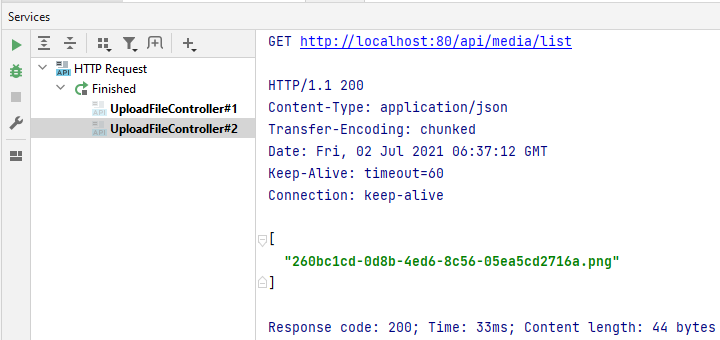 Services
HTTP Request
Finished
UploadFileController#1
UploadFileController#2
GET http://localhost:80/api/media/list
HTTP/1.1 200
Content-Type: application/json
Transfer-Encoding: chunked
Date: Fri, 02 Jul 2021 06:37:12 GMT
Keep-Alive: timeout=60
Connection: keep-alive
[
"260bc1cd-0d8b-4ed6-8c56-05ea5cd2716a.png"
]
Response code: 200; Time: 33ms; Content length: 44 bytes